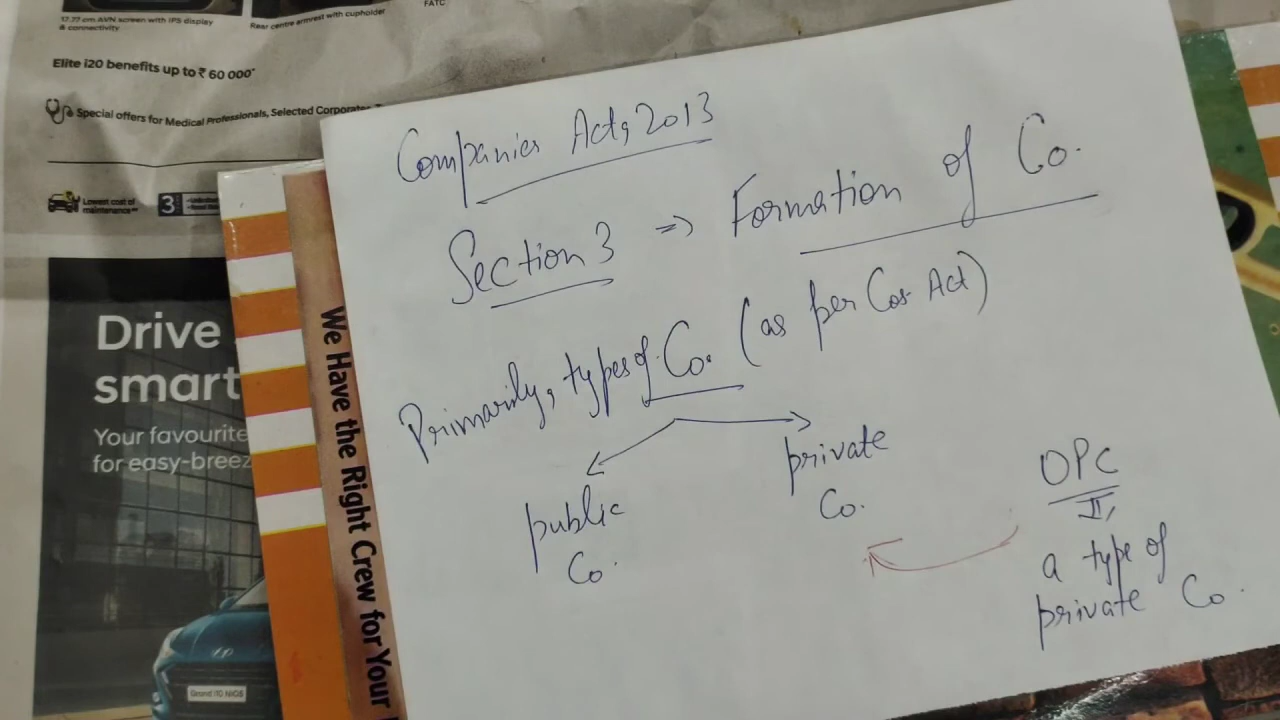 17.77 cm AVN screen with IPS display
& connectivity
Rear centre armrest with cupholder
FATC
Elite i20 benefits up to ₹ 60 000*
Special offers for Medical Professionals, Selected Corporate
Lowest cost of
maintenance**
3
Drive
smart
Your favourite
for easy-breez
Grand i10 NIOS
We Have the Right Crew for Your
Companies Act, 2013
Section 3 => Formation of Co.
Primarily, types of Co. (as per Cos Act)
public
Co.
private
Co.
OPC
a type of
private Co.